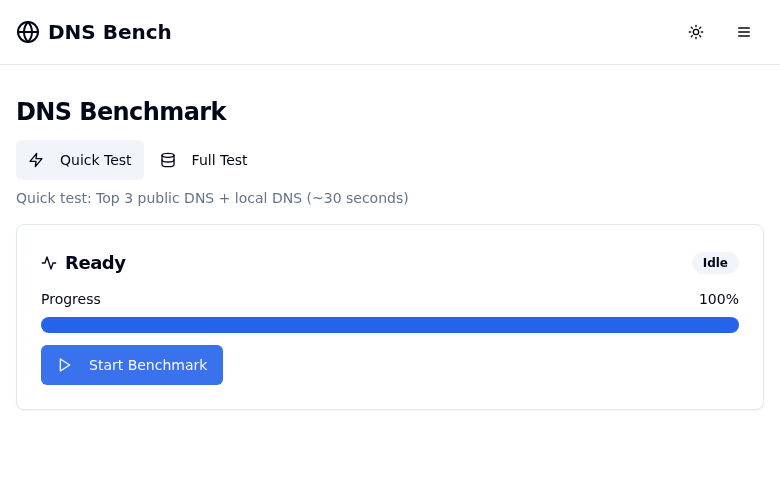 DNS Bench
DNS Benchmark
Quick Test Full Test
Quick test: Top 3 public DNS + local DNS (~30 seconds)
Ready Idle
Progress 100%
Start Benchmark